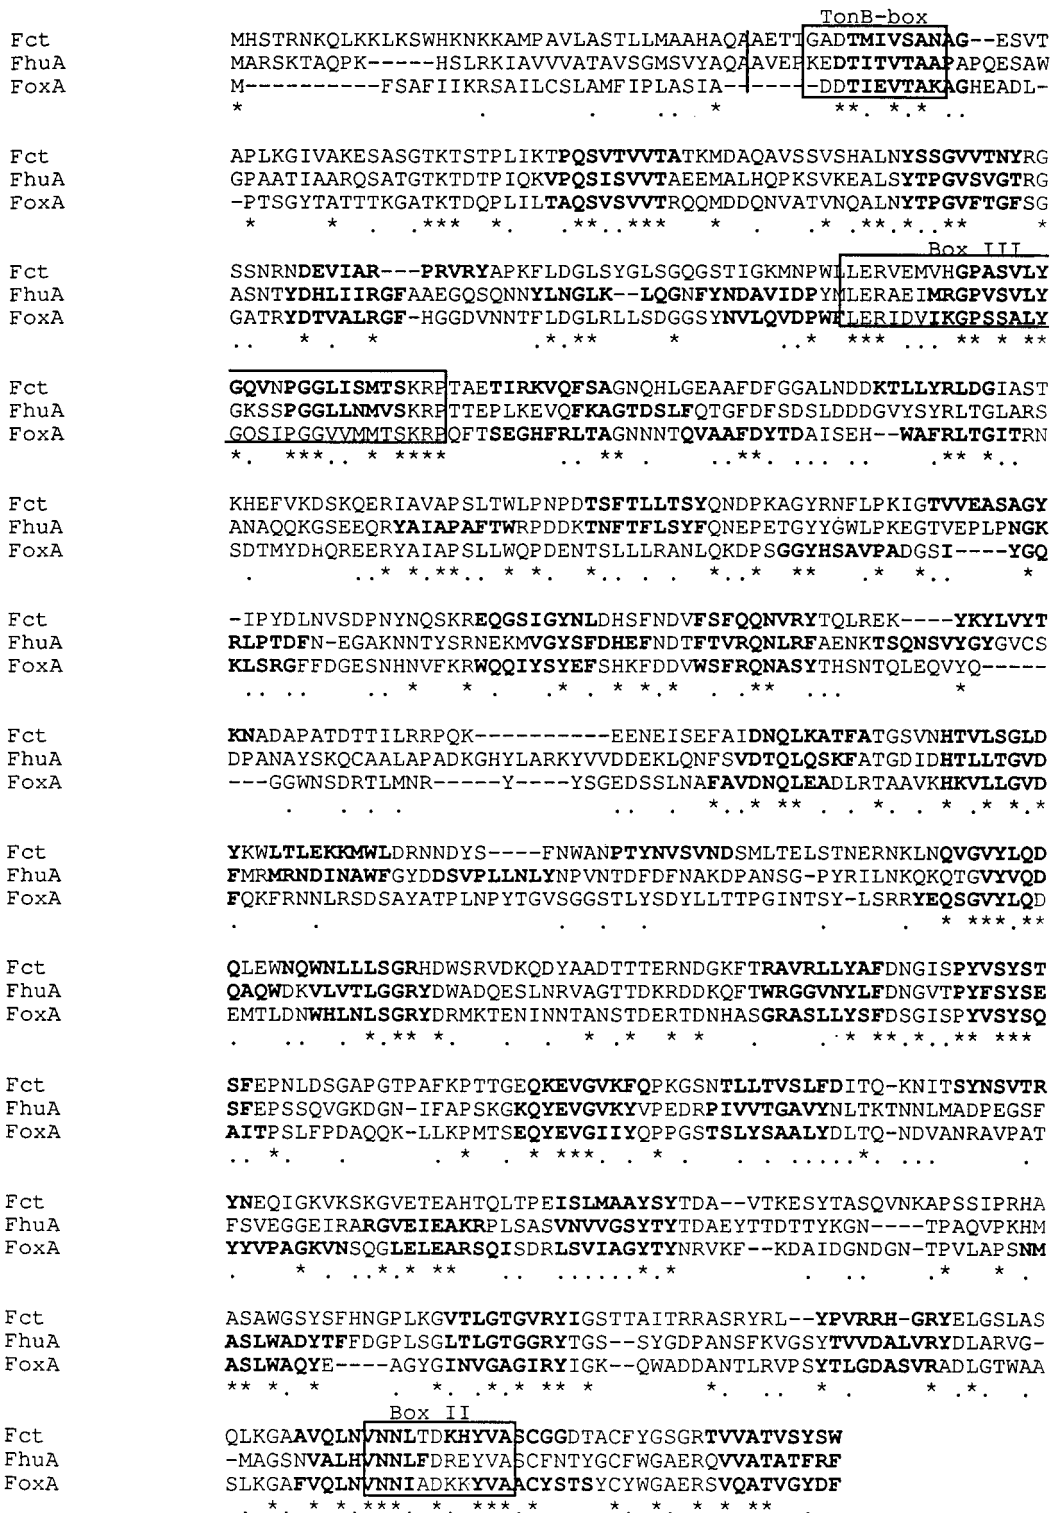 TonB-box
Fct MHSTRNKQLKKLKSWHKNKKAMPAVLASTLLMAAHAQAAETIGADTMIVSANAG--ESVT
FhuA MARSKTAQPK-----HSLRKIAVVVATAVSGMSVYAQAAVEPKEDTITVTAAPAPQESAW
FoxA M----------FSAFIIKRSAILCSLAMFIPLASIA------DDTIEVTAKAGHEADL-
* . . .. * ** * * ..
Fct APLKGIVAKESASGTKTSTPLIKTPQSVTVVTATKMDAQAVSSVSHALNYSSGVVTNYRG
FhuA GPAATIAARQSATGTKTDTPIQKVPQSISVVTAEEMALHQPKSVKEALSYTPGVSVGTRG
FoxA -PTSGYTATTTKGATKTDQPLILTAQSVSVVTRQQMDDQNVATVNQALNYTPGVFTGFSG
* * . .*** * . **..*** . .* .**.*..** *
Box III
Fct SSNRNDEVIAR---PRVRYAPKFLDGLSYGLSGQGSTIGKMNPWLLERVEMVHGPASVLY
FhuA ASNTYDHLIIRGFAAEGQSQNNYLNGLK--LQGNFYNDAVIDPYMLERAEIMRGPVSVLY
FoxA GATRYDTVALRGF-HGGDVNNTFLDGLRLLSDGGSYNVLQVDPWFLERIDVIKGPSSALY
.. * . * .*.** * . .*. *** ... ** * **
Fct GQVNPGGLISMTSKRPTAETIRKVQFSAGNQHLGEAAFDFGGALNDDKTLLYRLDGIAST
FhuA GKSSPGGLLNMVSKRPTTEPLKEVQFKAGTDSLFQTGFDFSDSLDDDGVYSYRLTGLARS
FoxA GQSIPGGVVMMTSKRPQFTSEGHFRLTAGNNNTQVAAFDYTDAISEH--WAFRLTGITRN
*. ***.. * **** .. ** . ..**. . ... . .** *..
Fct KHEFVKDSKQERIAVAPSLTWLPNPDTSFTLLTSYQNDPKAGYRNFLPKIGTVVEASAGY
FhuA ANAQQKGSEEQRYAIAPAFTWRPDDKTNFTFLSYFQNEPETGYYGWLPKEGTVEPLPNGK
FoxA SDTMYDHQREERYAIAPSLLWQPDENTSLLLRANLQKDPSGGYHSAVPADGSI----YGQ
. ..* *.** * * . .. *..* ** .* *.. *
Fct -IPYDLNVSDPNYNQSKREQGSIGYNLDHSFNDVFSFQQNVRYTQLREK----YKYLVYT
FhuA RLPTDFN-EGAKNNTYSRNEKMVGYSFDHEFNDTFTVRQNLRFAENKTSQNSVYGYGVCS
FoxA KLSRGFFDGESNHNVFKRWQQIYSYEFSHKFDDVWSFRQNASYTHSNTQLEQVYQ-----
.. . .. * * . .* . * *.* . .** ... *
Fct KNADAPATDTTILRRPQK----------EENEISEFAIDNQLKATFATGSVNHTVLSGLD
FhuA DPANAYSKQCAALAPADKGHYLARKYVVDDEKLQNFSVDTQLQSKFATGDIDHTLLTGVD
FoxA ---GGWNSDRTLMNR-----Y----YSGEDSSLNAFAVDNQLEADLRTAAVKHKVLLGVD
. . . .. . *.* ** . *. * .* *.*
Fct YKWLTLEKKMWLDRNNDYS----FNWANPTYNVSVNDSMLTELSTNERNKLNQVGVYLQD
FhuA FMRMRNDINAWFGYDDSVPLLNLYNPVNTDFDFNAKDPANSG-PYRILNKQKQTGVYVQD
FoxA FQKFRNNLRSDSAYATPLNPYTGVSGGSTLYSDYLLTTPGINTSY-LSRRYEQSGVYLQD
. . . . . . . * ***.**
Fct QLEWNQWNLLLSGRHDWSRVDKQDYAADTTTERNDGKFTRAVRLLYAFDNGISPYVSYST
FhuA QAQWDKVLVTLGGRYDWADQESLNRVAGTTDKRDDKQFTWRGGVNYLFDNGVTPYFSYSE
FoxA EMTLDNWHLNLSGRYDRMKTENINNTANSTDERTDNHASGRASLLYSFDSGISPYVSYSQ
. .. . *.**.*. . . * .* * * . .* **.*..** ***
Fct SFEPNLDSGAPGTPAFKPTTGEQKEVGVKFQPKGSNTLLTVSLFDITQ-KNITSYNSVTR
FhuA SFEPSSQVGKDGN-IFAPSKGKQYEVGVKYVPEDRPIVVTGAVYNLTKTNNLMADPEGSF
FoxA AITPSLFPDAQQK-LLKPMTSEQYEVGIIYQPPGSTSLYSAALYDLTQ-NDVANRAVPAT
.. *. . . * . * ***. . * . . . .....*. ... .
Fct YNEQIGKVKSKGVETEAHTQLTPEISLMAAYSYTDA--VTKESYTASQVNKAPSSIPRHA
FhuA FSVEGGEIRARGVEIEAKRPLSASVNVVGSYTYTDAEYTTDTTYKGN----TPAQVPKHM
FoxA YYVPAGKVNSQGLELEARSQISDRLSVIAGYTYNRVKF--KDAIDGNDGN-TPVLAPSNM
. * . .*.* ** .. .....*.* . .. .* * .
Fct ASAWGSYSFHNGPLKGVTLGTGVRYIGSTTAITRRASRYRL--YPVRRH-GRYELGSLAS
FhuA ASLWADYTFFDGPLSGLTLGTGGRYTGS--SYGDPANSFKVGSYTVVDALVRYDLARVG-
FoxA ASLWAQYE----AGYGINVGAGIRYIGK--QWADDANTLRVPSYTLGDASVRADLGTWAA
** *. * . *. *.* ** * *. .. * . * .*. .
Box II
Fct QLKGAAVQLNVNNLTDKHYVASCGGDTACFYGSGRTVVATVSYSW
FhuA -MAGSNVALHVNNLFDREYVASCFNTYGCFWGAERQVVATATFRF
FoxA SLKGAFVQLNVNNIADKKYVAACYSTSYCYWGAERSVQATVGYDF
. *. * *.***. *. ***.* *. .*. * * **. .